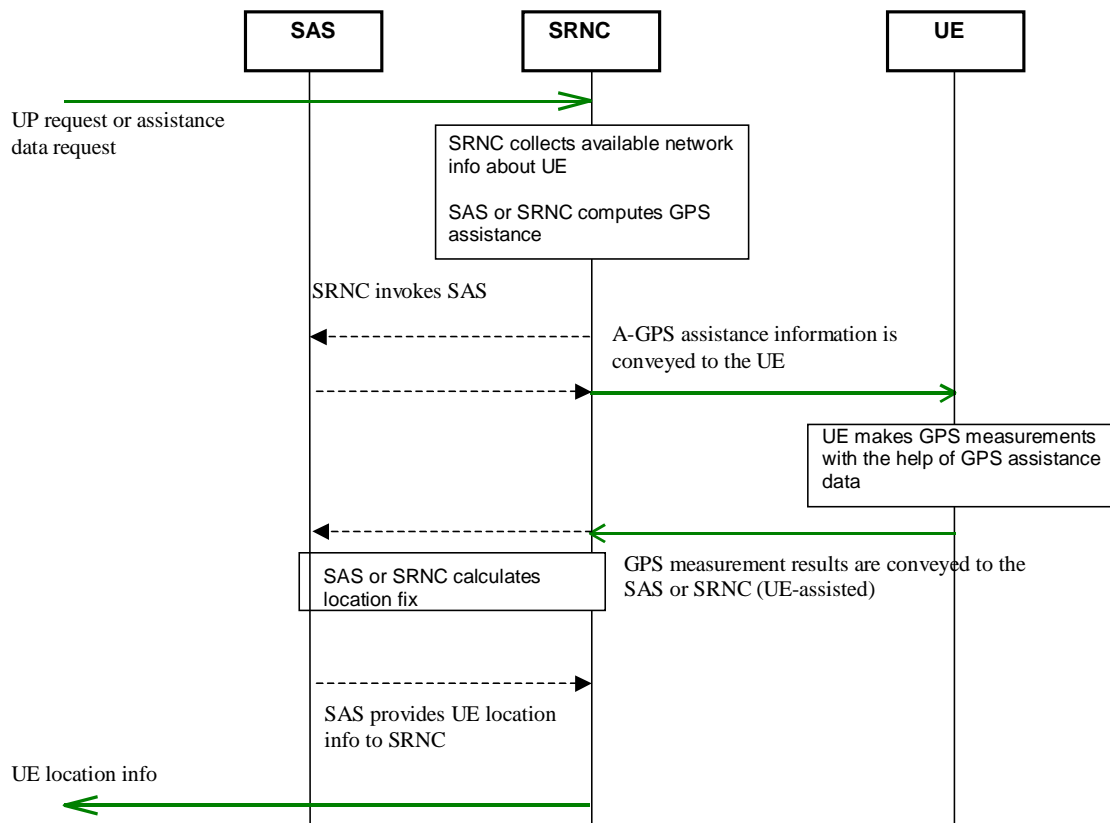 SAS
SRNC
UE
UP request or assistance
data request
SRNC collects available network
info about UE
SAS or SRNC computes GPS
assistance
SRNC invokes SAS
A-GPS assistance information is
conveyed to the UE
UE makes GPS measurements
with the help of GPS assistance
data
SAS or SRNC calculates
location fix
GPS measurement results are conveyed to the
SAS or SRNC (UE-assisted)
SAS provides UE location
info to SRNC
UE location info